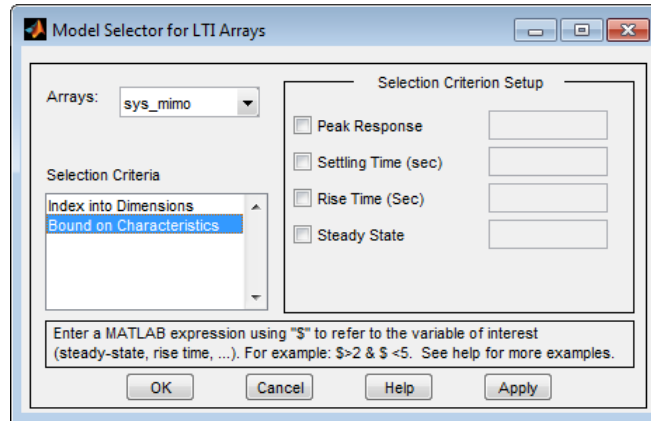 Model Selector for LTI Arrays
Arrays:
sys_mimo
Selection Criteria
Index into Dimensions
Bound on Characteristics
Selection Criterion Setup
Peak Response
Settling Time (sec)
Rise Time (Sec)
Steady State
Enter a MATLAB expression using "$" to refer to the variable of interest
(steady-state, rise time, ...). For example: $>2 & $ <5. See help for more examples.
OK
Cancel
Help
Apply